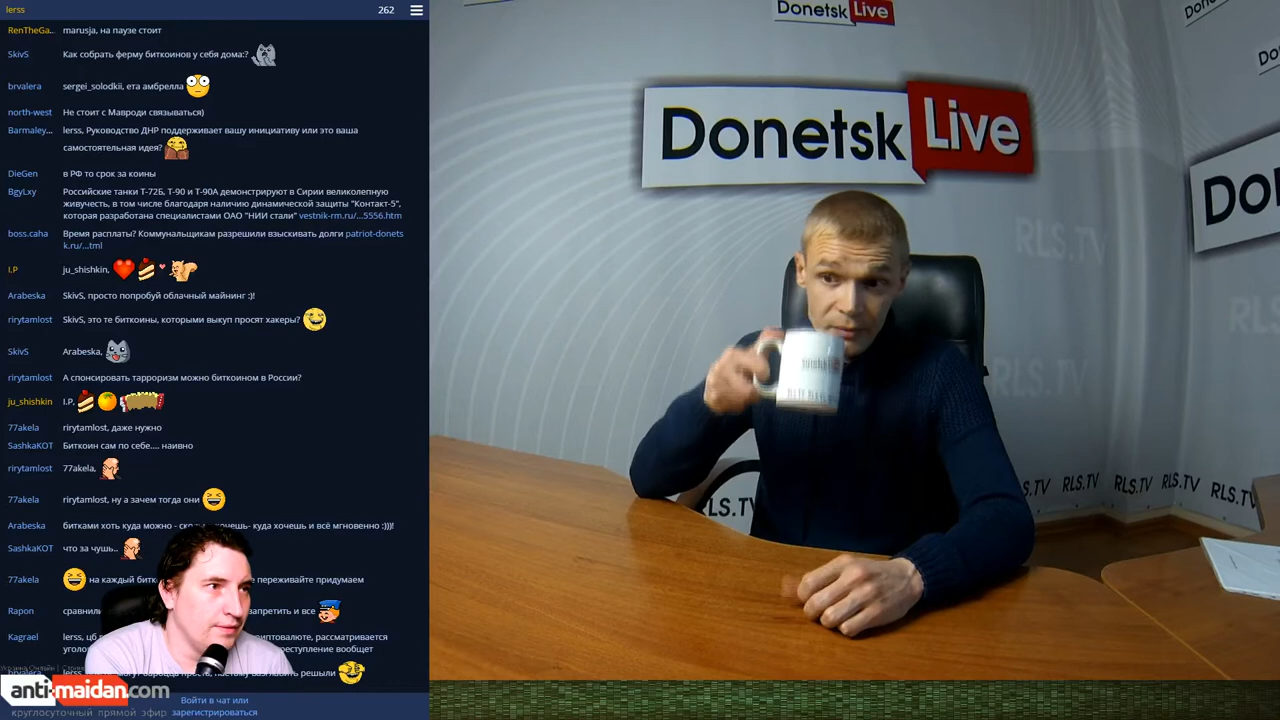 lerss 262
RenTheGa.. marusja, на паузе стоит
SkivS Как собрать ферму биткоинов у себя дома:?
brvalera sergei_solodkii, ета амбрелла
north-west Не стоит с Мавроди связываться)
Barmaley... lerss, Руководство ДНР поддерживает вашу инициативу или это ваша
самостоятельная идея?
DieGen в РФ то срок за коины
BgyLxy Российские танки Т-72Б, Т-90 и Т-90А демонстрируют в Сирии великолепную
живучесть, в том числе благодаря наличию динамической защиты "Контакт-5",
которая разработана специалистами ОАО "НИИ стали" vestnik-rm.ru/...5556.htm
boss.caha Время расплаты? Коммунальщикам разрешили взыскивать долги patriot-donets
k.ru/...tml
I.P ju_shishkin,
Arabeska SkivS, просто попробуй облачный майнинг :)!
rirytamlost SkivS, это те биткоины, которыми выкуп просят хакеры?
SkivS Arabeska,
rirytamlost А спонсировать тарроризм можно биткоином в России?
ju_shishkin I.P,
77akela rirytamlost, даже нужно
SashkaKOT Биткоин сам по себе.... наивно
rirytamlost 77akela,
77akela rirytamlost, ну а зачем тогда они
Arabeska битками хоть куда можно - куда хочешь и всё мгновенно :)))!
SashkaKOT что за чушь..
77akela на каждый переживайте придумаем
Rapon запретить и все
Kagrael lerss, цб рассматривается
вообщет
brvalera решыли
anti-maidan.com
Войти в чат или
круглосуточный прямой эфир зарегистрироваться
Donetsk Live
Donetsk Live
RLS.TV
RLS.TV
RLS.TV
RLS.TV RLS.TV RLS.TV RLS.TV